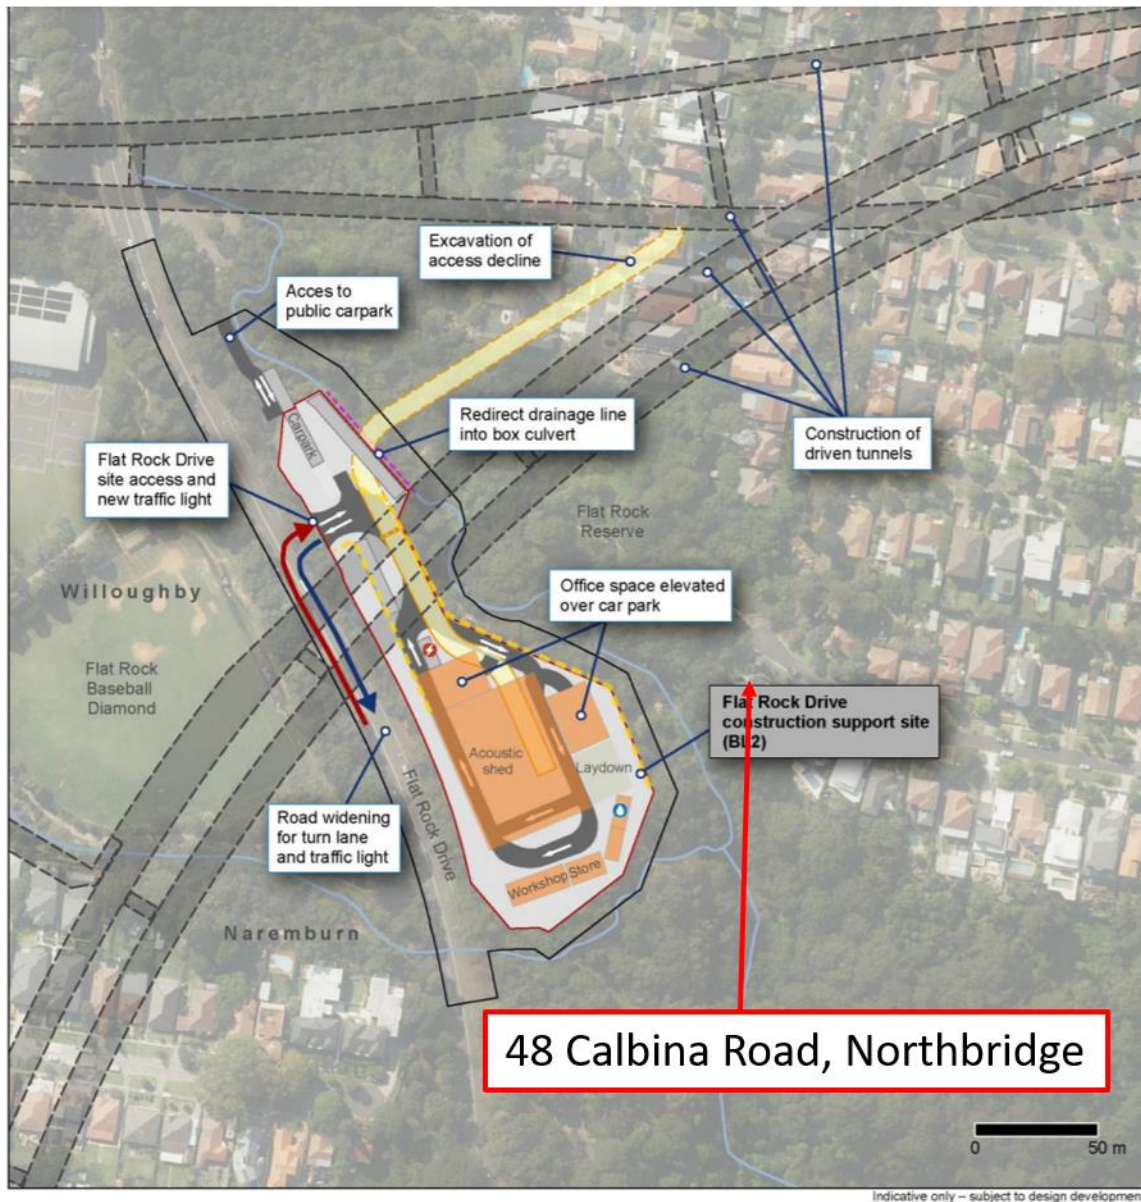 Excavation of
access decline
Acces to
public carpark
Carpark
Redirect drainage line
into box culvert
Construction of
driven tunnels
Flat Rock Drive
site access and
new traffic light
Flat Rock
Reserve
Willoughby
Office space elevated
over car park
Flat Rock
Baseball
Diamond
Flat Rock Drive
construction support site
(BL2)
Acoustic
shed
Laydown
Flat Rock Drive
Road widening
for turn lane
and traffic light
Workshop
Store
Naremburn
48 Calbina Road, Northbridge
0
50 m
Indicative only – subject to design development